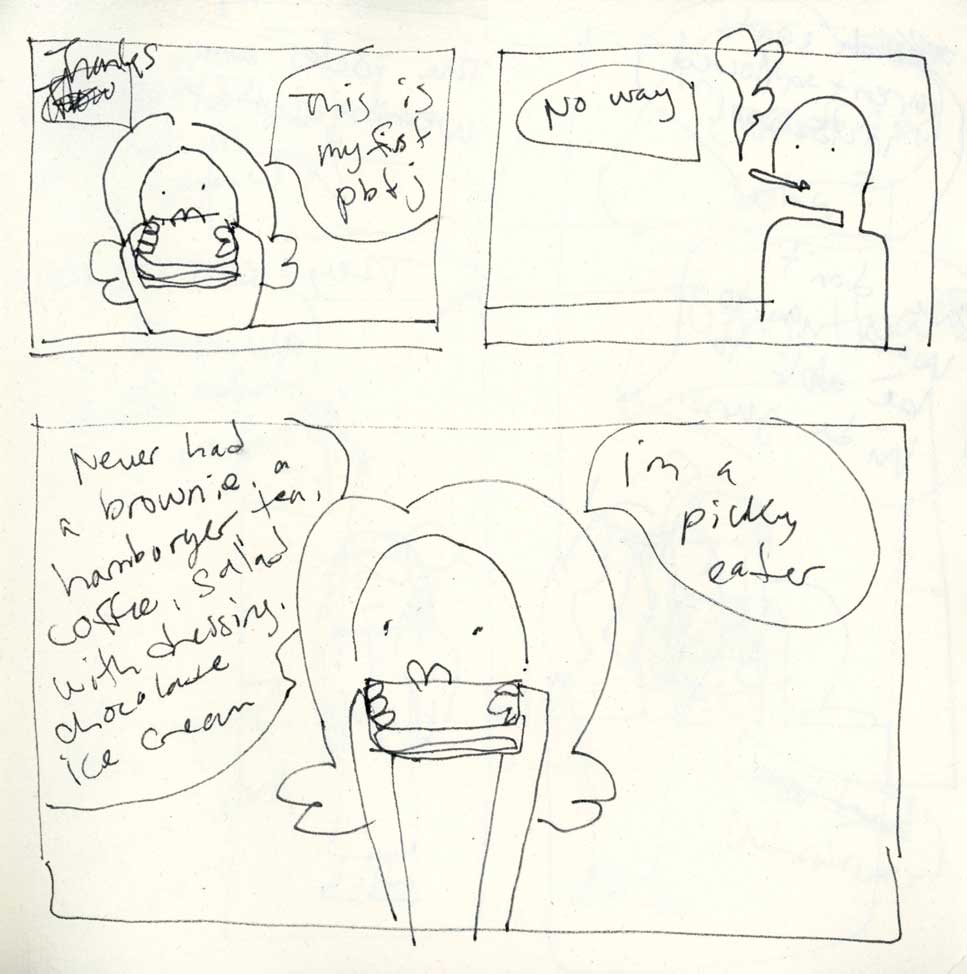 Thanks
This is
my first
pb+j
No way
Never had
a brownie, a
hamburger, tea,
coffee, salad
with dressing,
chocolate
ice cream
i'm a
picky
eater